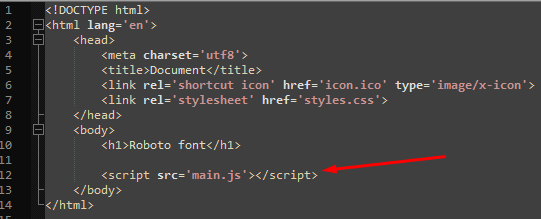 1 <!DOCTYPE html>
2 <html lang='en'>
3 <head>
4 <meta charset='utf8'>
5 <title>Document</title>
6 <link rel='shortcut icon' href='icon.ico' type='image/x-icon'>
7 <link rel='stylesheet' href='styles.css'>
8 </head>
9 <body>
10 <h1>Roboto font</h1>
11
12 <script src='main.js'></script>
13 </body>
14 </html>